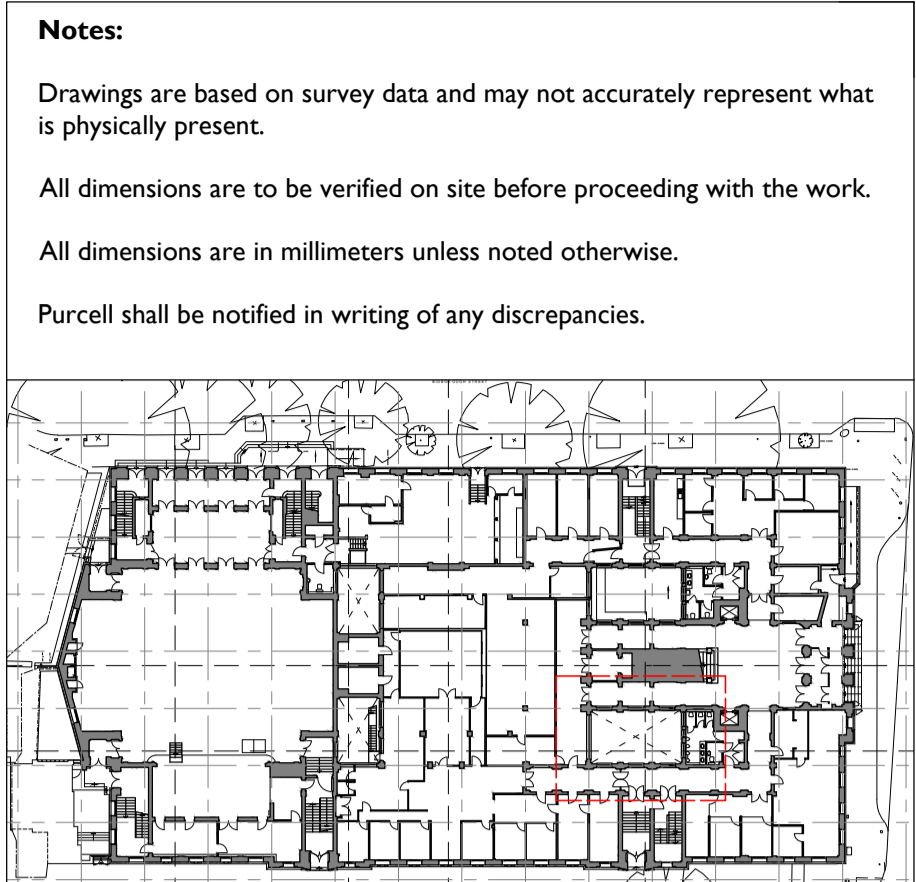 Notes:
Drawings are based on survey data and may not accurately represent what
is physically present.
All dimensions are to be verified on site before proceeding with the work.
All dimensions are in millimeters unless noted otherwise.
Purcell shall be notified in writing of any discrepancies.